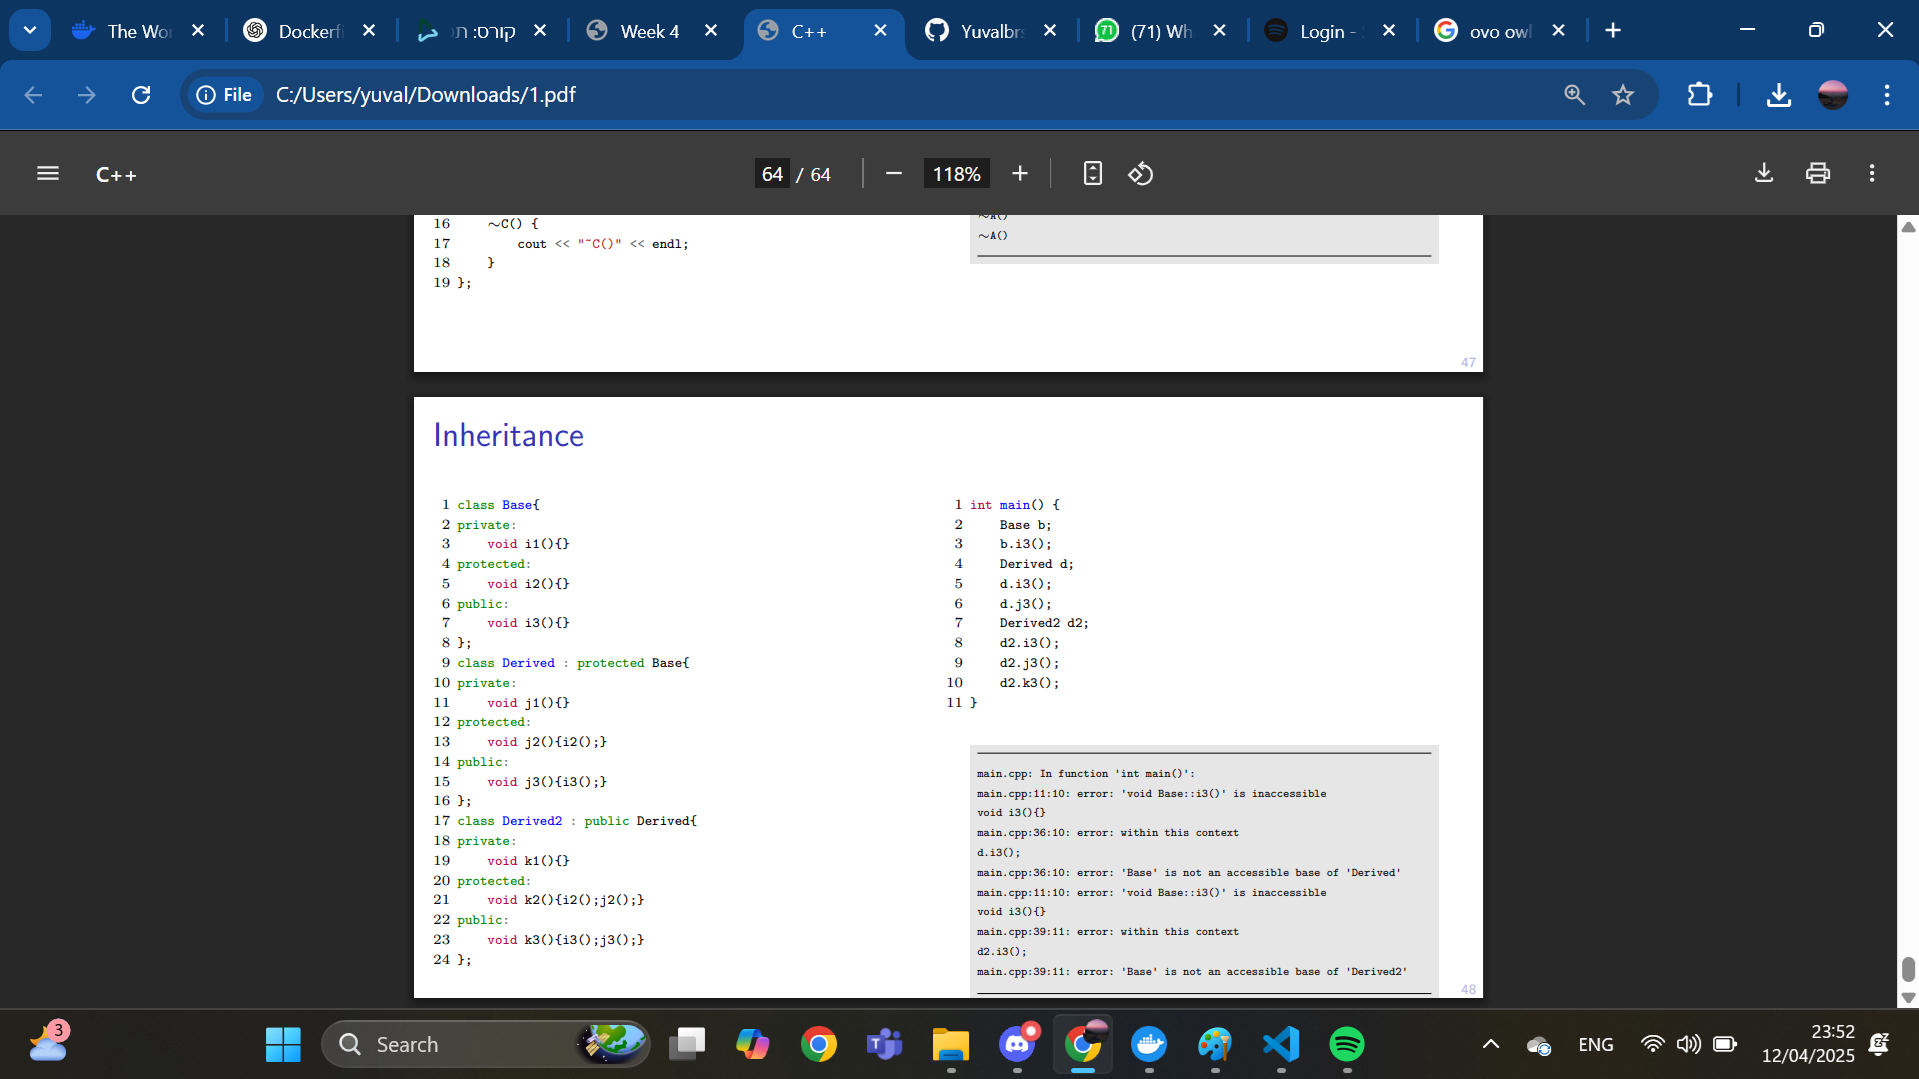 The Wor
Dockerfi
קורס: תכ
Week 4
C++
Yuvalbrs
(71) Wh
Login -
ovo owl
File
C:/Users/yuval/Downloads/1.pdf
C++
64 / 64
118%
16 ~C() {
17 cout << "~C()" << endl;
18 }
19 };
~A()
~A()
47
Inheritance
1 class Base{
2 private:
3 void i1(){}
4 protected:
5 void i2(){}
6 public:
7 void i3(){}
8 };
9 class Derived : protected Base{
10 private:
11 void j1(){}
12 protected:
13 void j2(){i2();}
14 public:
15 void j3(){i3();}
16 };
17 class Derived2 : public Derived{
18 private:
19 void k1(){}
20 protected:
21 void k2(){i2();j2();}
22 public:
23 void k3(){i3();j3();}
24 };
1 int main() {
2 Base b;
3 b.i3();
4 Derived d;
5 d.i3();
6 d.j3();
7 Derived2 d2;
8 d2.i3();
9 d2.j3();
10 d2.k3();
11 }
main.cpp: In function 'int main()':
main.cpp:11:10: error: 'void Base::i3()' is inaccessible
void i3(){}
main.cpp:36:10: error: within this context
d.i3();
main.cpp:36:10: error: 'Base' is not an accessible base of 'Derived'
main.cpp:11:10: error: 'void Base::i3()' is inaccessible
void i3(){}
main.cpp:39:11: error: within this context
d2.i3();
main.cpp:39:11: error: 'Base' is not an accessible base of 'Derived2'
48
3
Search
ENG
23:52
12/04/2025